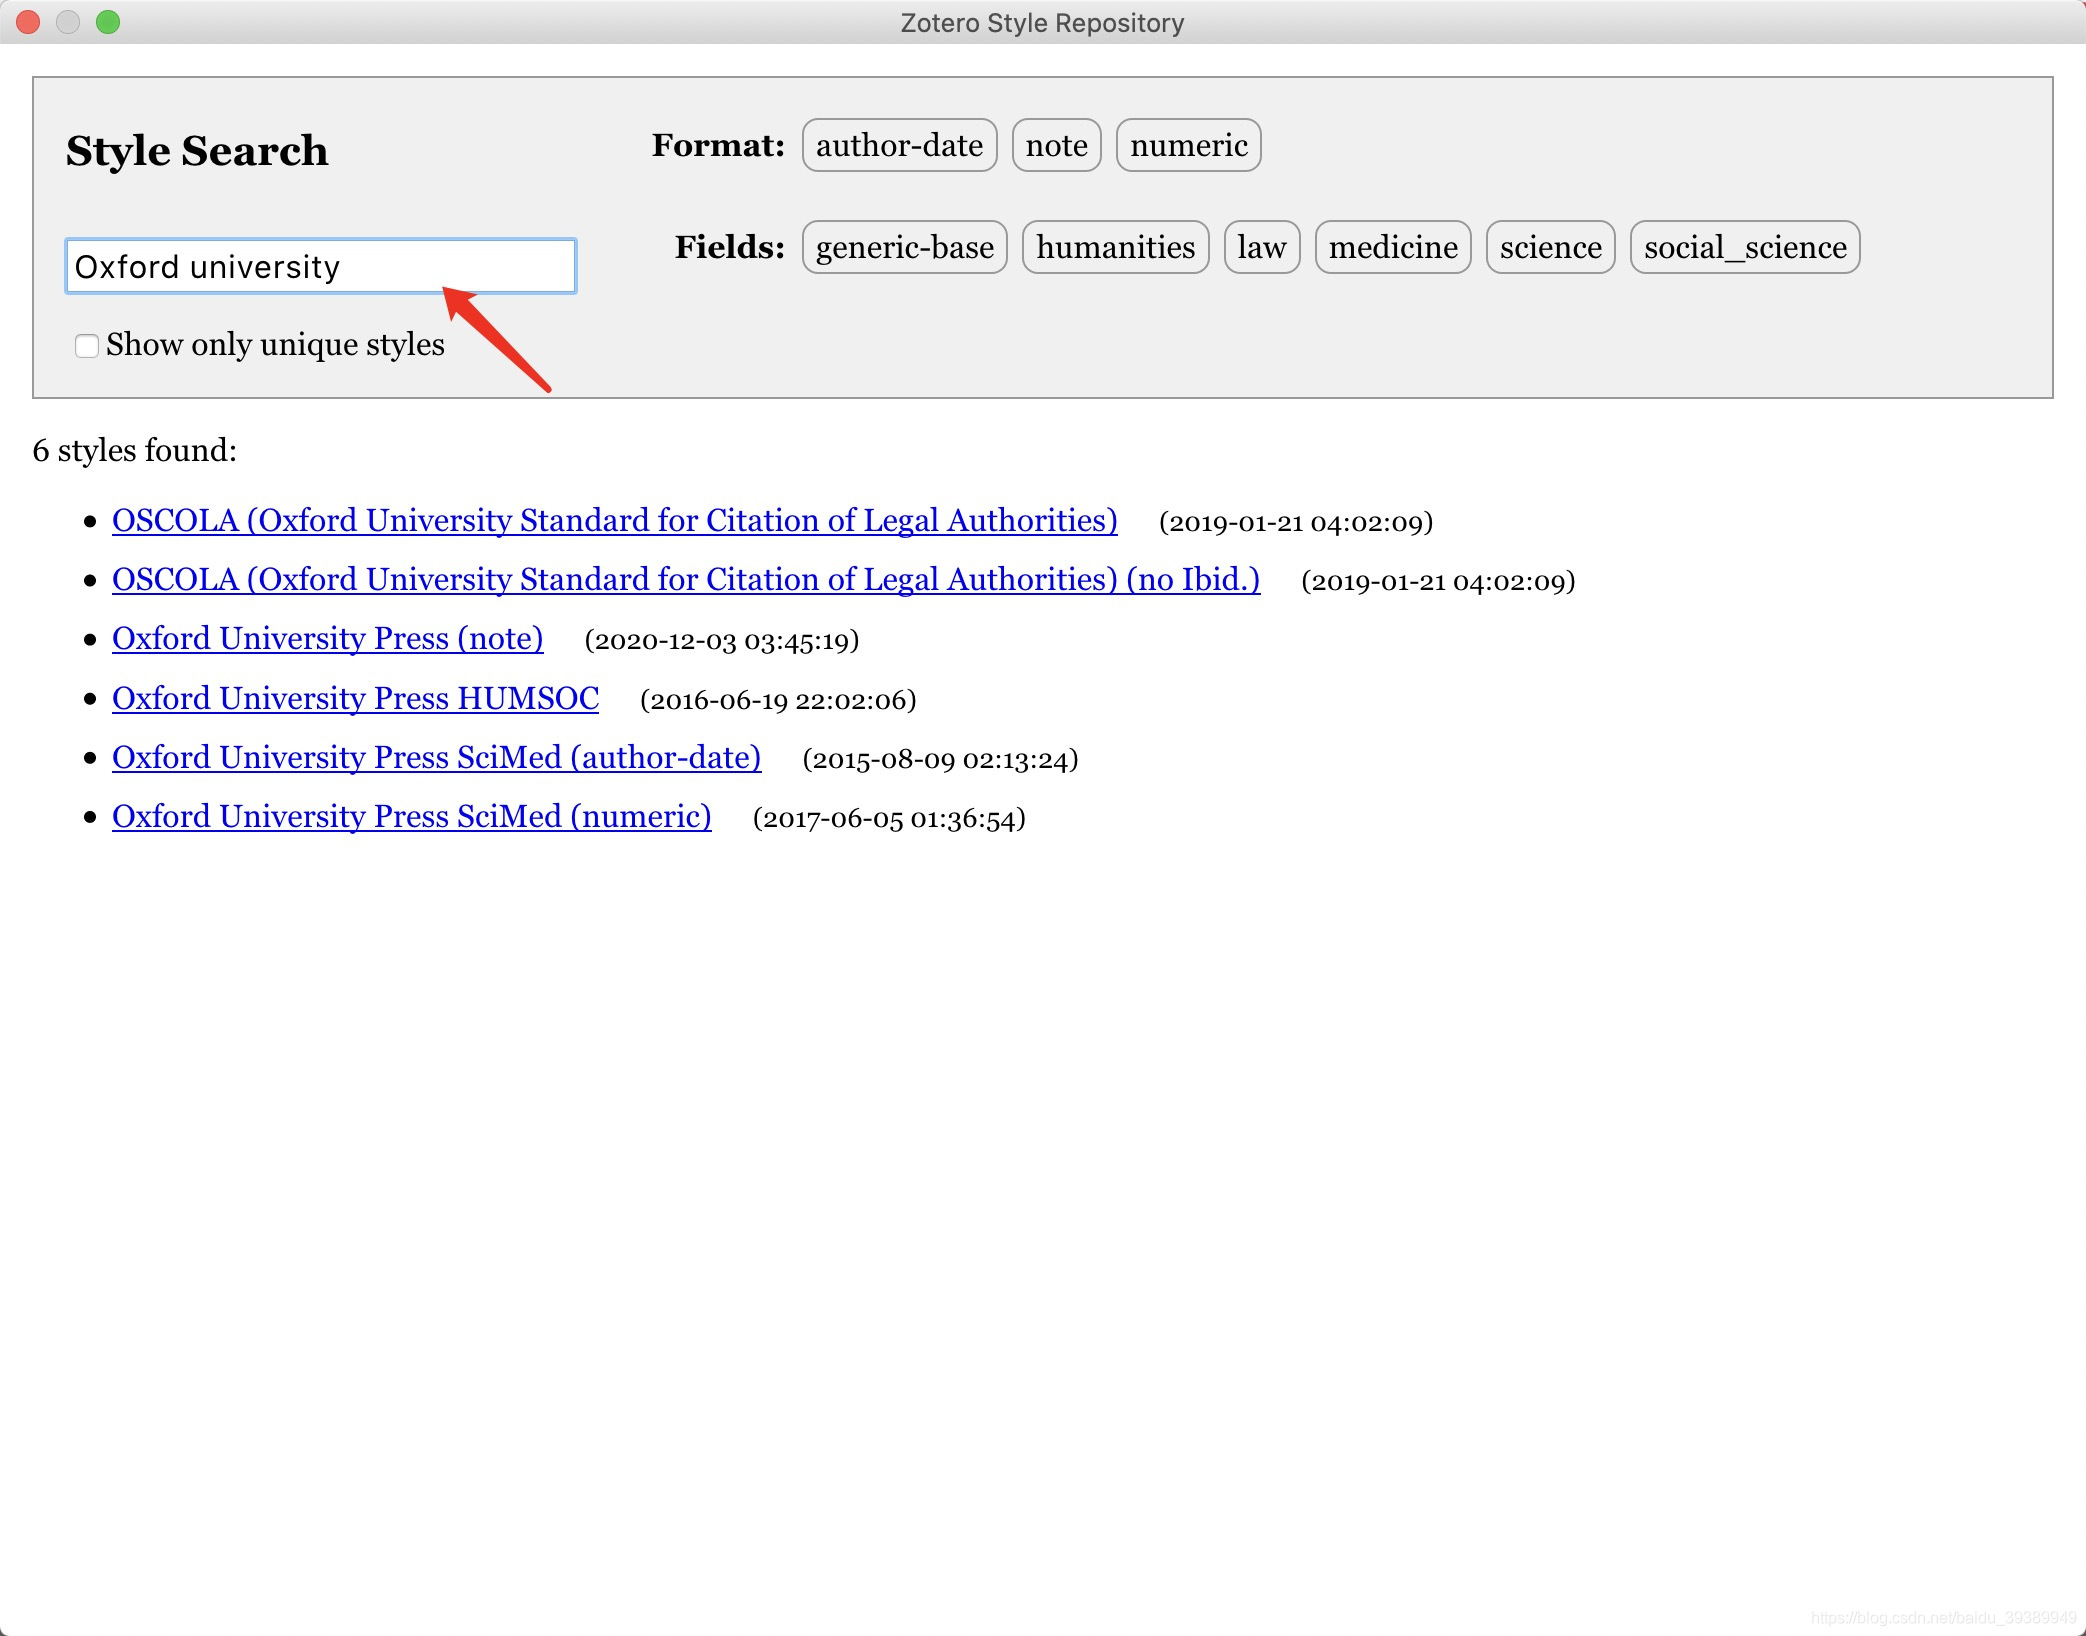 Zotero Style Repository
Style Search
Format: author-date note numeric
Oxford university
Fields: generic-base humanities law medicine science social_science
Show only unique styles
6 styles found:
OSCOLA (Oxford University Standard for Citation of Legal Authorities) (2019-01-21 04:02:09)
OSCOLA (Oxford University Standard for Citation of Legal Authorities) (no Ibid.) (2019-01-21 04:02:09)
Oxford University Press (note) (2020-12-03 03:45:19)
Oxford University Press HUMSOC (2016-06-19 22:02:06)
Oxford University Press SciMed (author-date) (2015-08-09 02:13:24)
Oxford University Press SciMed (numeric) (2017-06-05 01:36:54)
https://blog.csdn.net/baidu_39389949